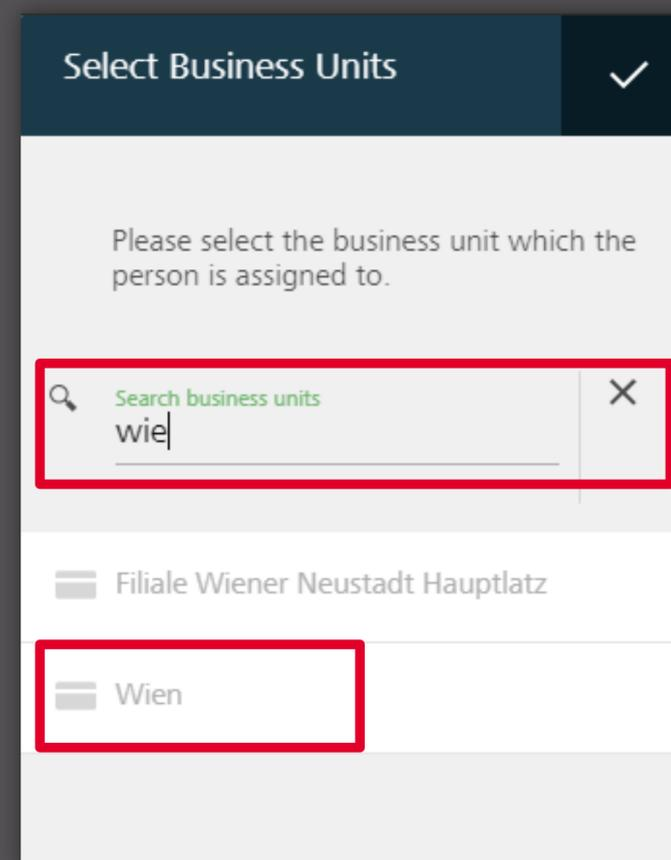 Select Business Units
Please select the business unit which the
person is assigned to.
Search business units
wie
Filiale Wiener Neustadt Hauptlatz
Wien